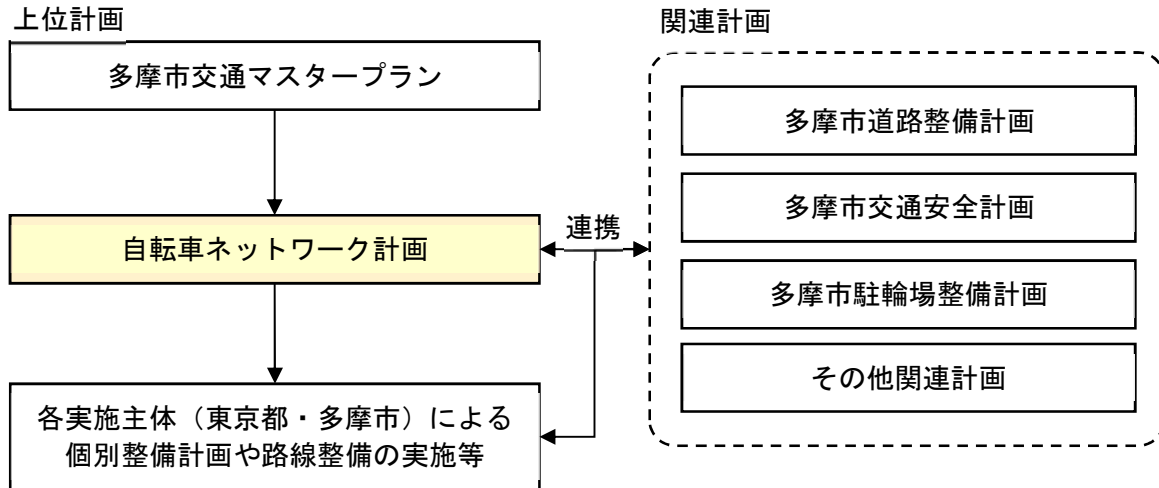 上位計画
多摩市交通マスタープラン
自転車ネットワーク計画
各実施主体（東京都・多摩市）による
個別整備計画や路線整備の実施等
連携
関連計画
多摩市道路整備計画
多摩市交通安全計画
多摩市駐輪場整備計画
その他関連計画